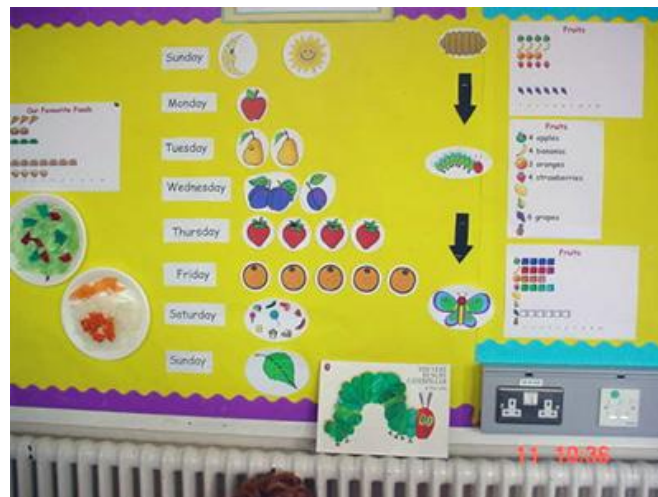 Sunday
Monday
Tuesday
Wednesday
Thursday
Friday
Saturday
Sunday
Our Favourite Foods
Fruits
Fruits
4 apples
4 bananas
3 oranges
4 strawberries
6 grapes
Fruits
THE VERY
HUNGRY
CATERPILLAR
11 10:36